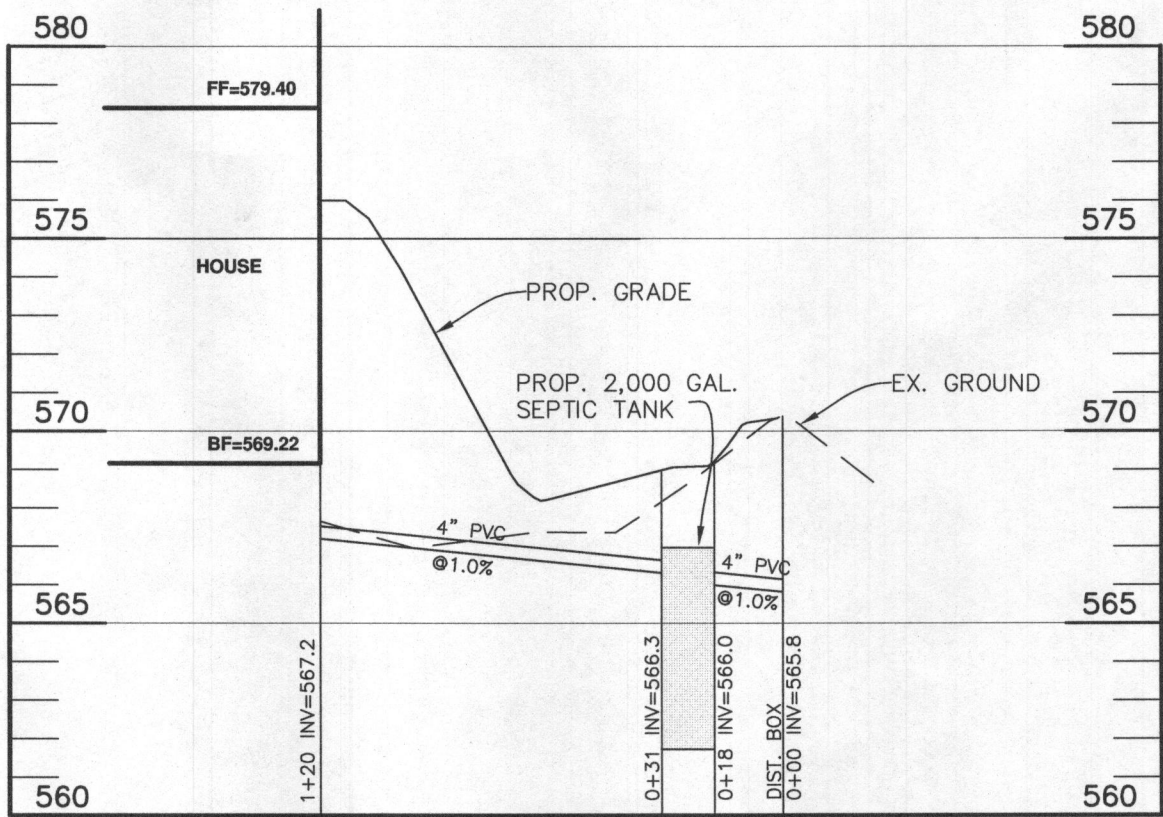 580
580
FF=579.40
575
575
HOUSE
PROP. GRADE
PROP. 2,000 GAL.
SEPTIC TANK
EX. GROUND
570
570
BF=569.22
4" PVC
@1.0%
4" PVC
@1.0%
565
565
1+20 INV=567.2
0+31 INV=566.3
0+18 INV=566.0
DIST. BOX
0+00 INV=565.8
560
560